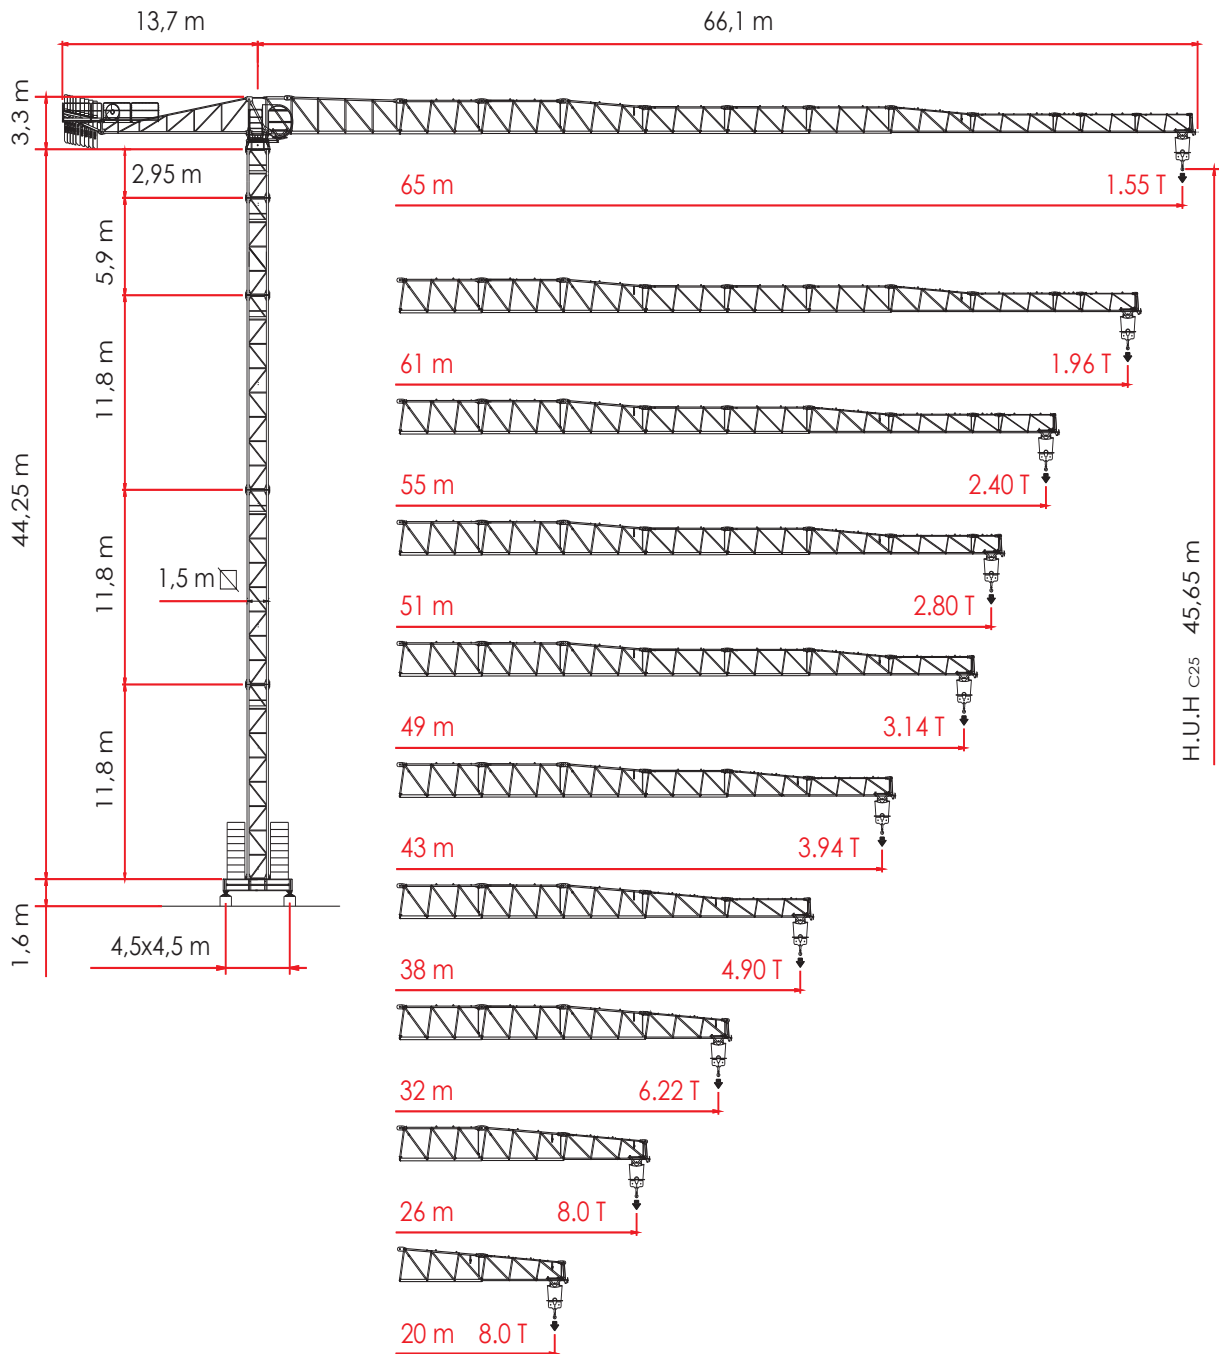 13,7 m
66,1 m
3,3 m
2,95 m
65 m 1.55 T
5,9 m
61 m 1.96 T
11,8 m
44,25 m
55 m 2.40 T
11,8 m
1,5 m
51 m 2.80 T
H.U.H C25 45,65 m
49 m 3.14 T
11,8 m
43 m 3.94 T
1,6 m
4,5x4,5 m
38 m 4.90 T
32 m 6.22 T
26 m 8.0 T
20 m 8.0 T